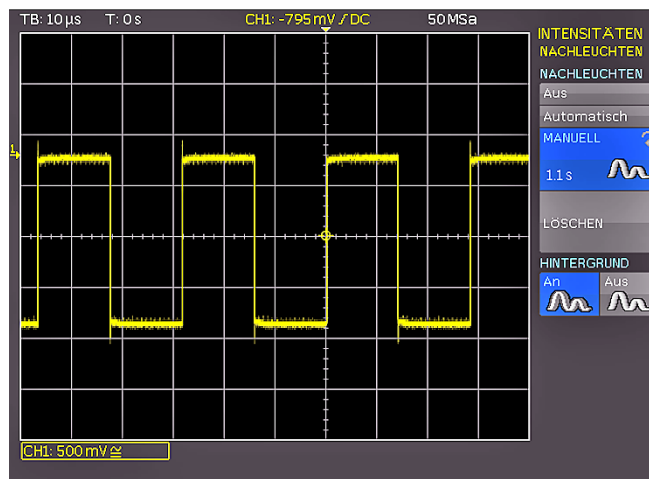 TB: 10 µs T: 0 s CH1: -795 mV / DC 50 MSa
INTENSITÄTEN
NACHLEUCHTEN
NACHLEUCHTEN
Aus
Automatisch
MANUELL
1.1 s
LÖSCHEN
HINTERGRUND
An Aus
1
CH1: 500 mV ≅